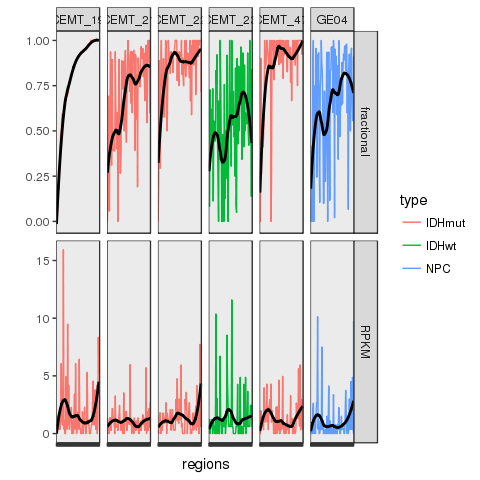 CEMT_19 CEMT_2 CEMT_2 CEMT_2 CEMT_4 GE04
1.00
0.75
0.50
0.25
0.00
fractional
15
10
5
0
RPKM
regions
type
IDHmut
IDHwt
NPC